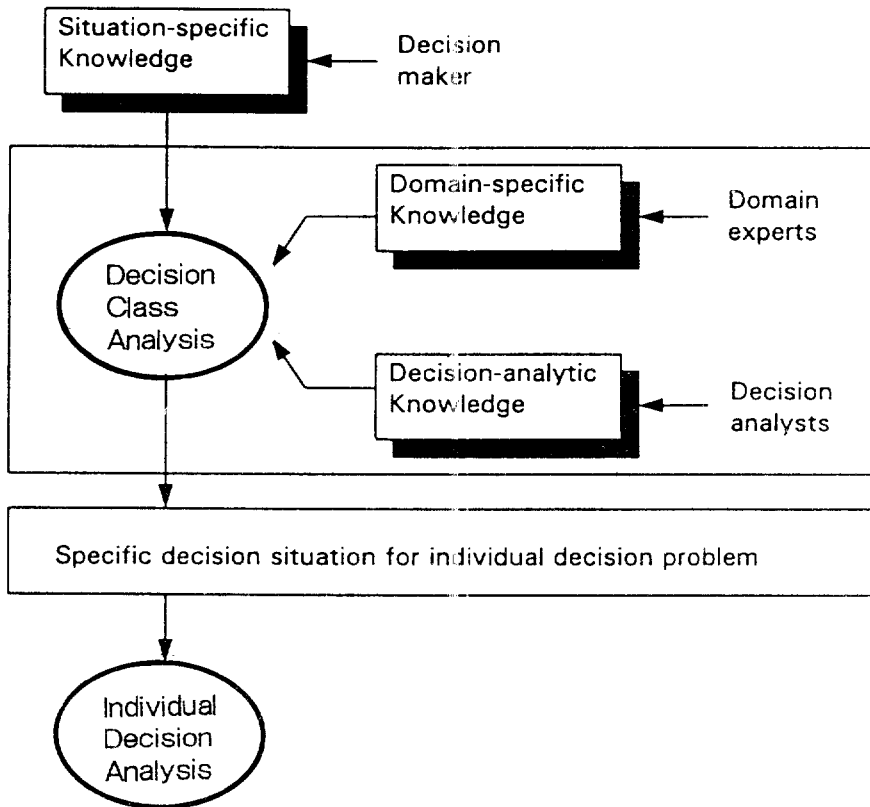 Situation-specific
Knowledge
Decision
maker
Domain-specific
Knowledge
Domain
experts
Decision
Class
Analysis
Decision-analytic
Knowledge
Decision
analysts
Specific decision situation for individual decision problem
Individual
Decision
Analysis